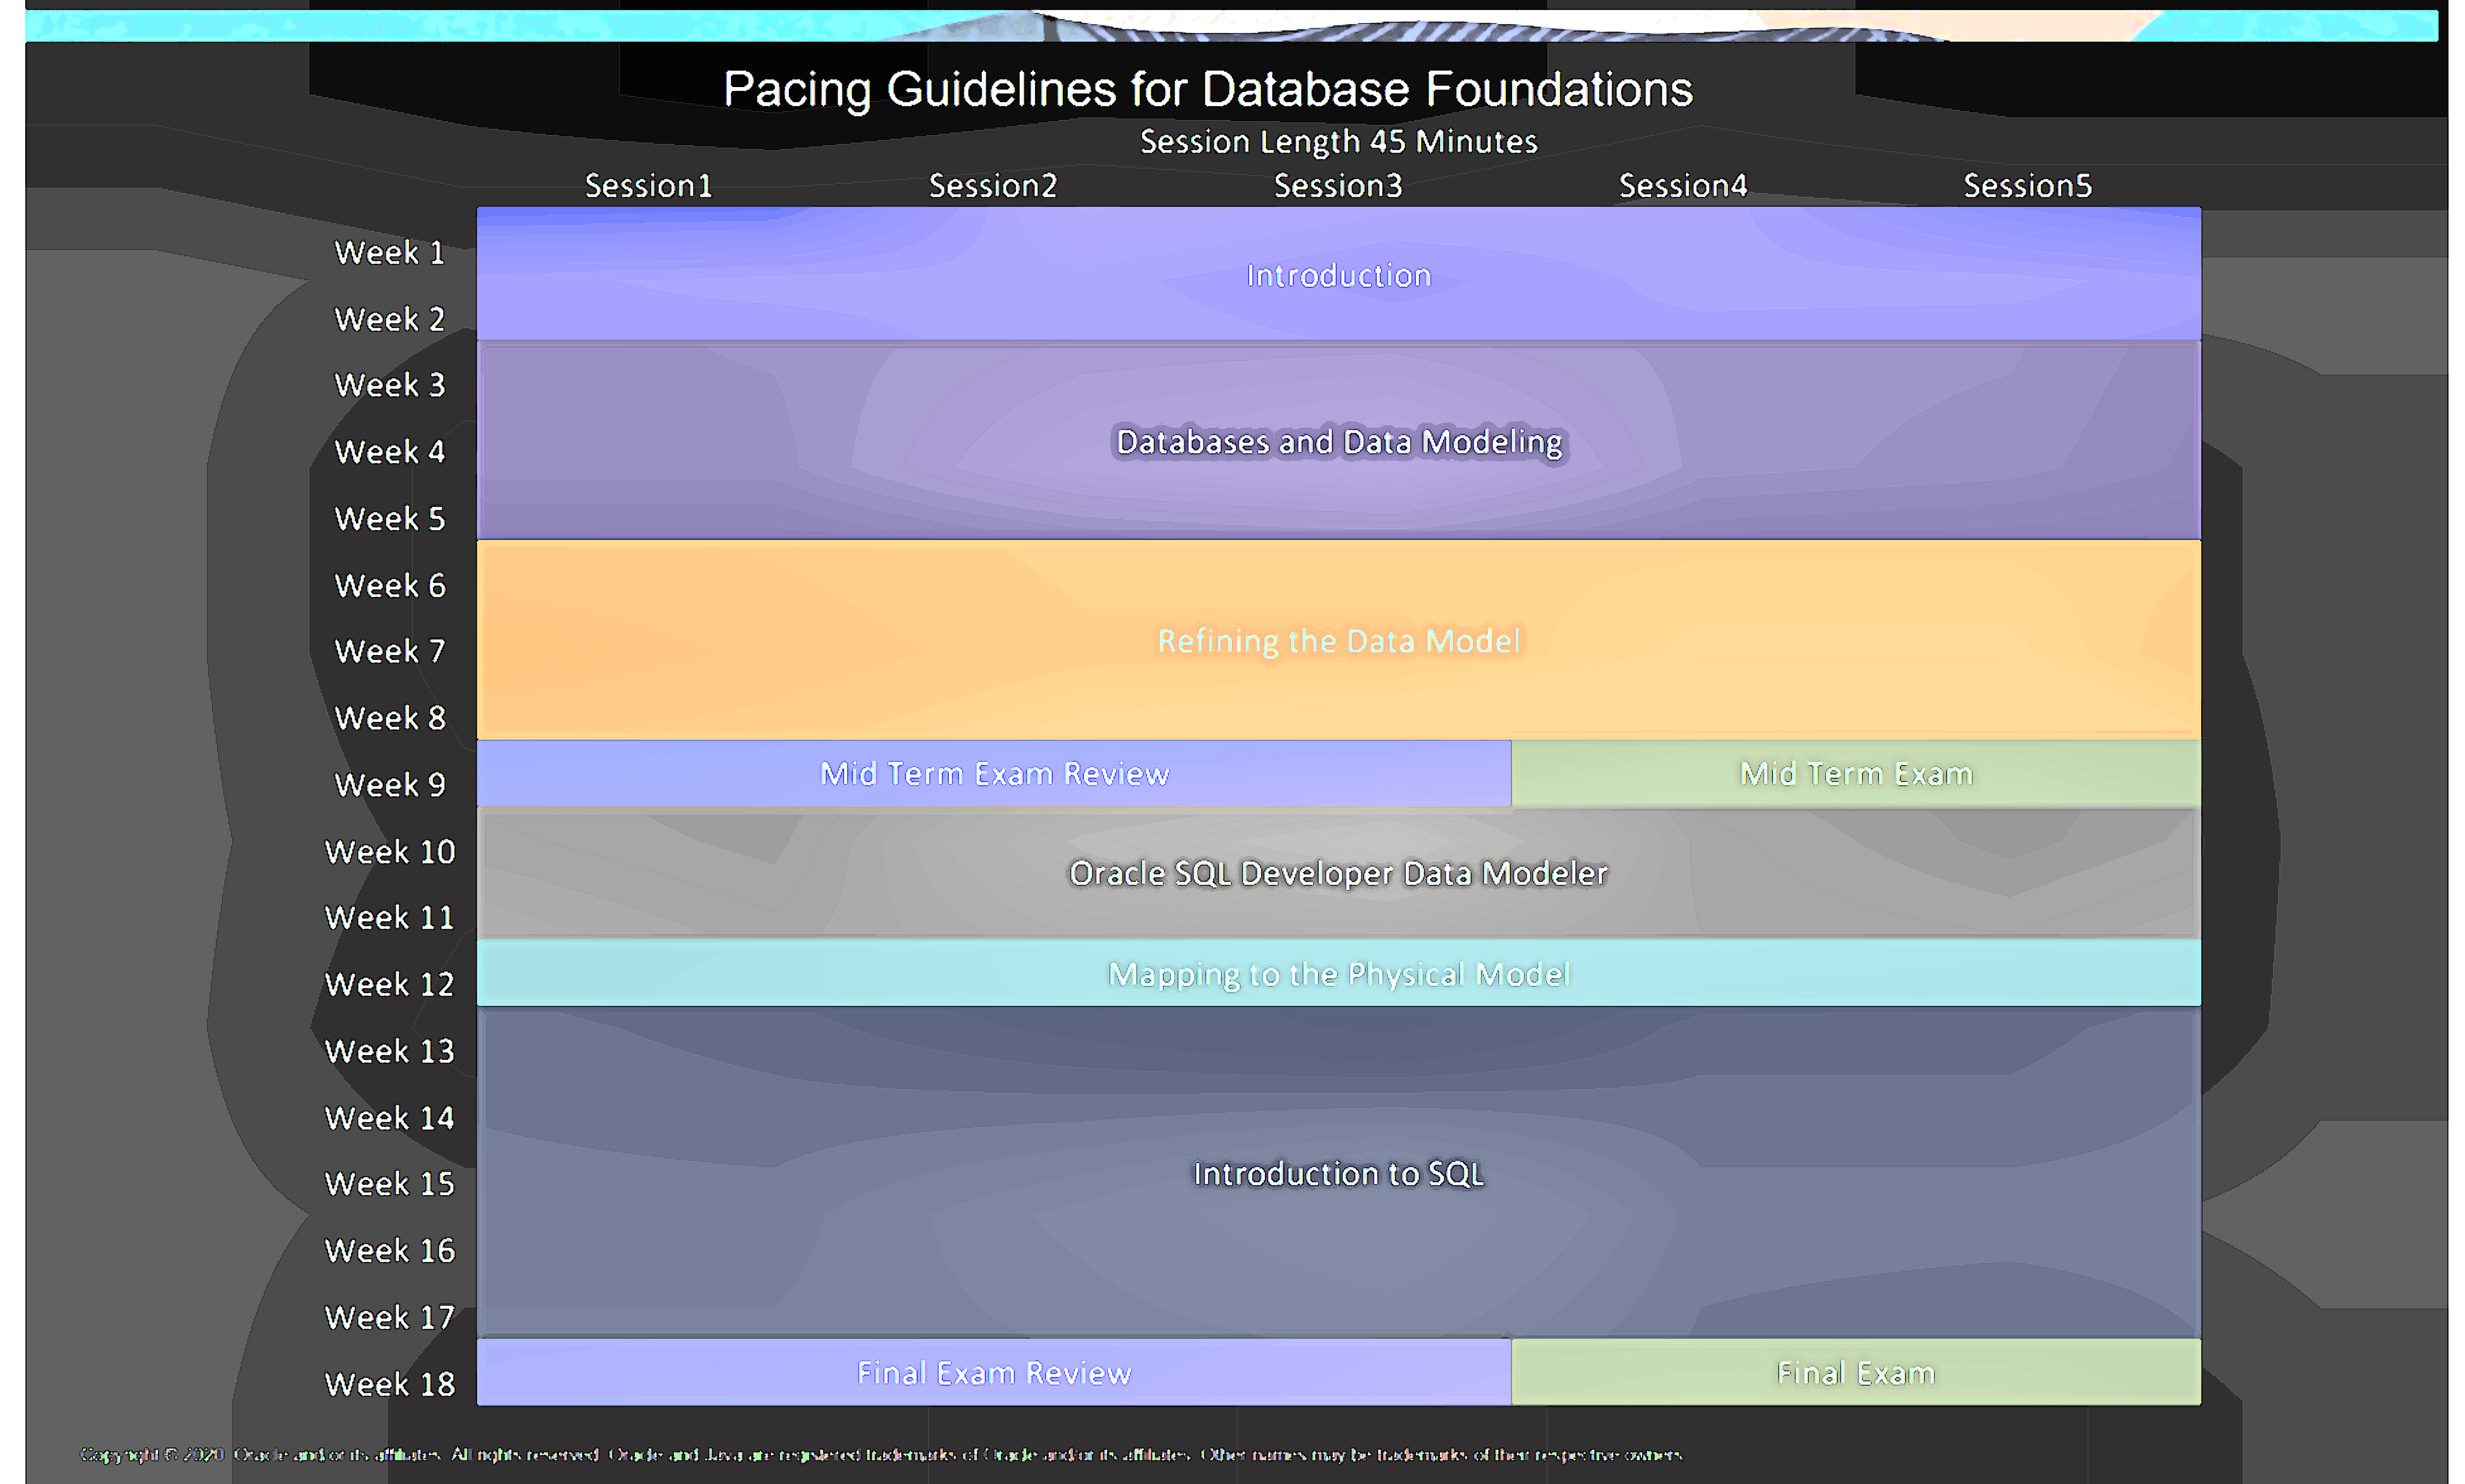 Pacing Guidelines for Database Foundations
Session Length 45 Minutes
Session1 Session2 Session3 Session4 Session5
Week 1
Introduction
Week 2
Week 3
Week 4
Databases and Data Modeling
Week 5
Week 6
Week 7
Refining the Data Model
Week 8
Week 9
Mid Term Exam Review
Mid Term Exam
Week 10
Oracle SQL Developer Data Modeler
Week 11
Week 12
Mapping to the Physical Model
Week 13
Week 14
Week 15
Introduction to SQL
Week 16
Week 17
Week 18
Final Exam Review
Final Exam
Copyright © 2020 Oracle and/or its affiliates. All rights reserved. Oracle and Java are registered trademarks of Oracle and/or its affiliates. Other names may be trademarks of their respective owners.